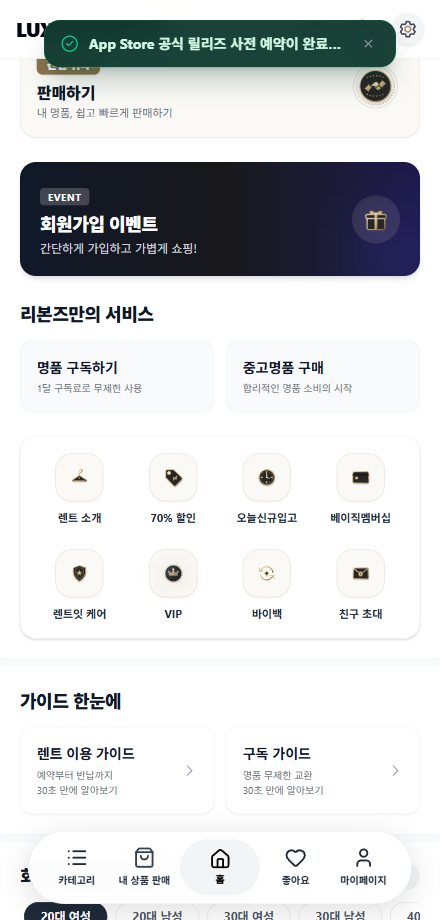 LUX
App Store 공식 릴리즈 사전 예약이 완료...
판매하기
내 명품, 쉽고 빠르게 판매하기
EVENT
회원가입 이벤트
간단하게 가입하고 가볍게 쇼핑!
리본즈만의 서비스
명품 구독하기
1달 구독료로 무제한 사용
중고명품 구매
합리적인 명품 소비의 시작
렌트 소개
70% 할인
오늘신규입고
베이직멤버십
렌트잇 케어
VIP
바이백
친구 초대
가이드 한눈에
렌트 이용 가이드
예약부터 반납까지
30초 만에 알아보기
구독 가이드
명품 무제한 교환
30초 만에 알아보기
카테고리
내 상품 판매
홈
좋아요
마이페이지
20대 여성
20대 남성
30대 여성
30대 남성
40